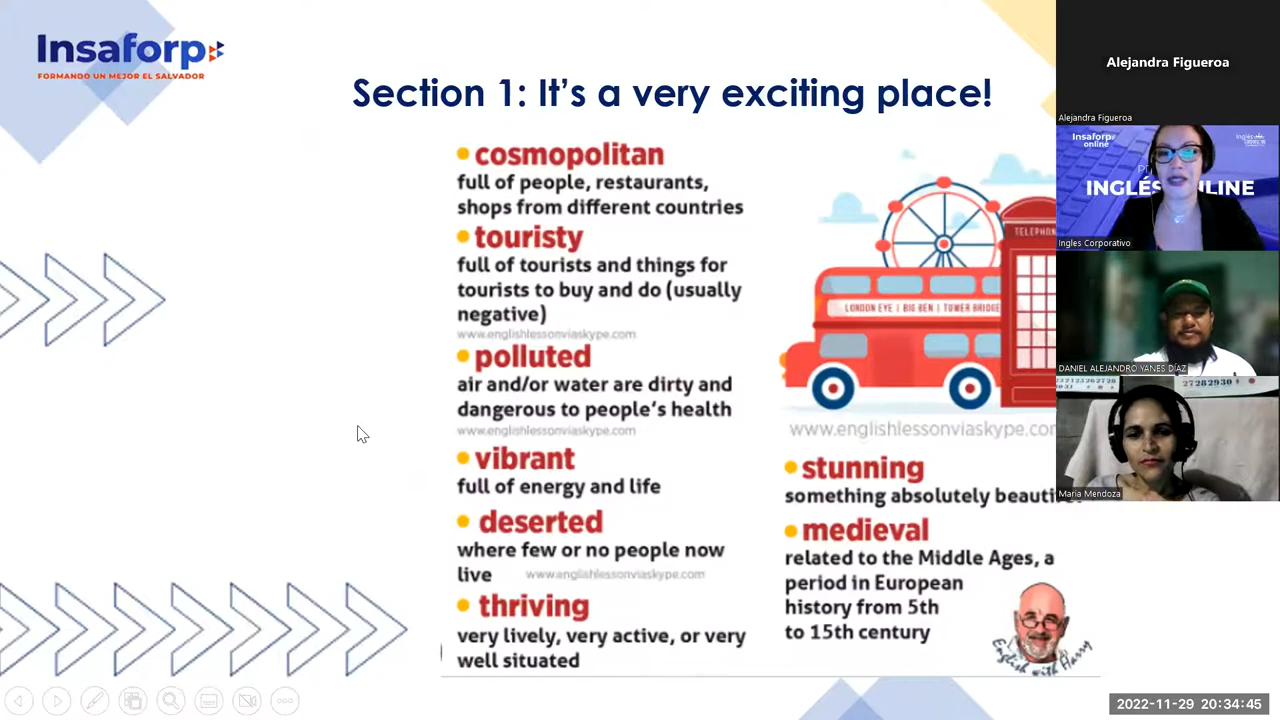 Insaforp
FORMANDO UN MEJOR EL SALVADOR
Section 1: It's a very exciting place!
cosmopolitan
full of people, restaurants,
shops from different countries
touristy
full of tourists and things for
tourists to buy and do (usually
negative)
www.englishlessonviaskype.com
polluted
air and/or water are dirty and
dangerous to people's health
www.englishlessonviaskype.com
vibrant
full of energy and life
deserted
where few or no people now
live
www.englishlessonviaskype.com
thriving
very lively, very active, or very
well situated
LONDON EYE | BIG BEN | TOWER BRIDGE
www.englishlessonviaskype.com
stunning
something absolutely
medieval
related to the Middle Ages, a
period in European
history from 5th
to 15th century
English with Harry
Alejandra Figueroa
Alejandra Figueroa
Insaforp
online
Ingles Corporativo
DANIEL ALEJANDRO YANES DÍAZ
27282930
Maria Mendoza
2022-11-29 20:34:45